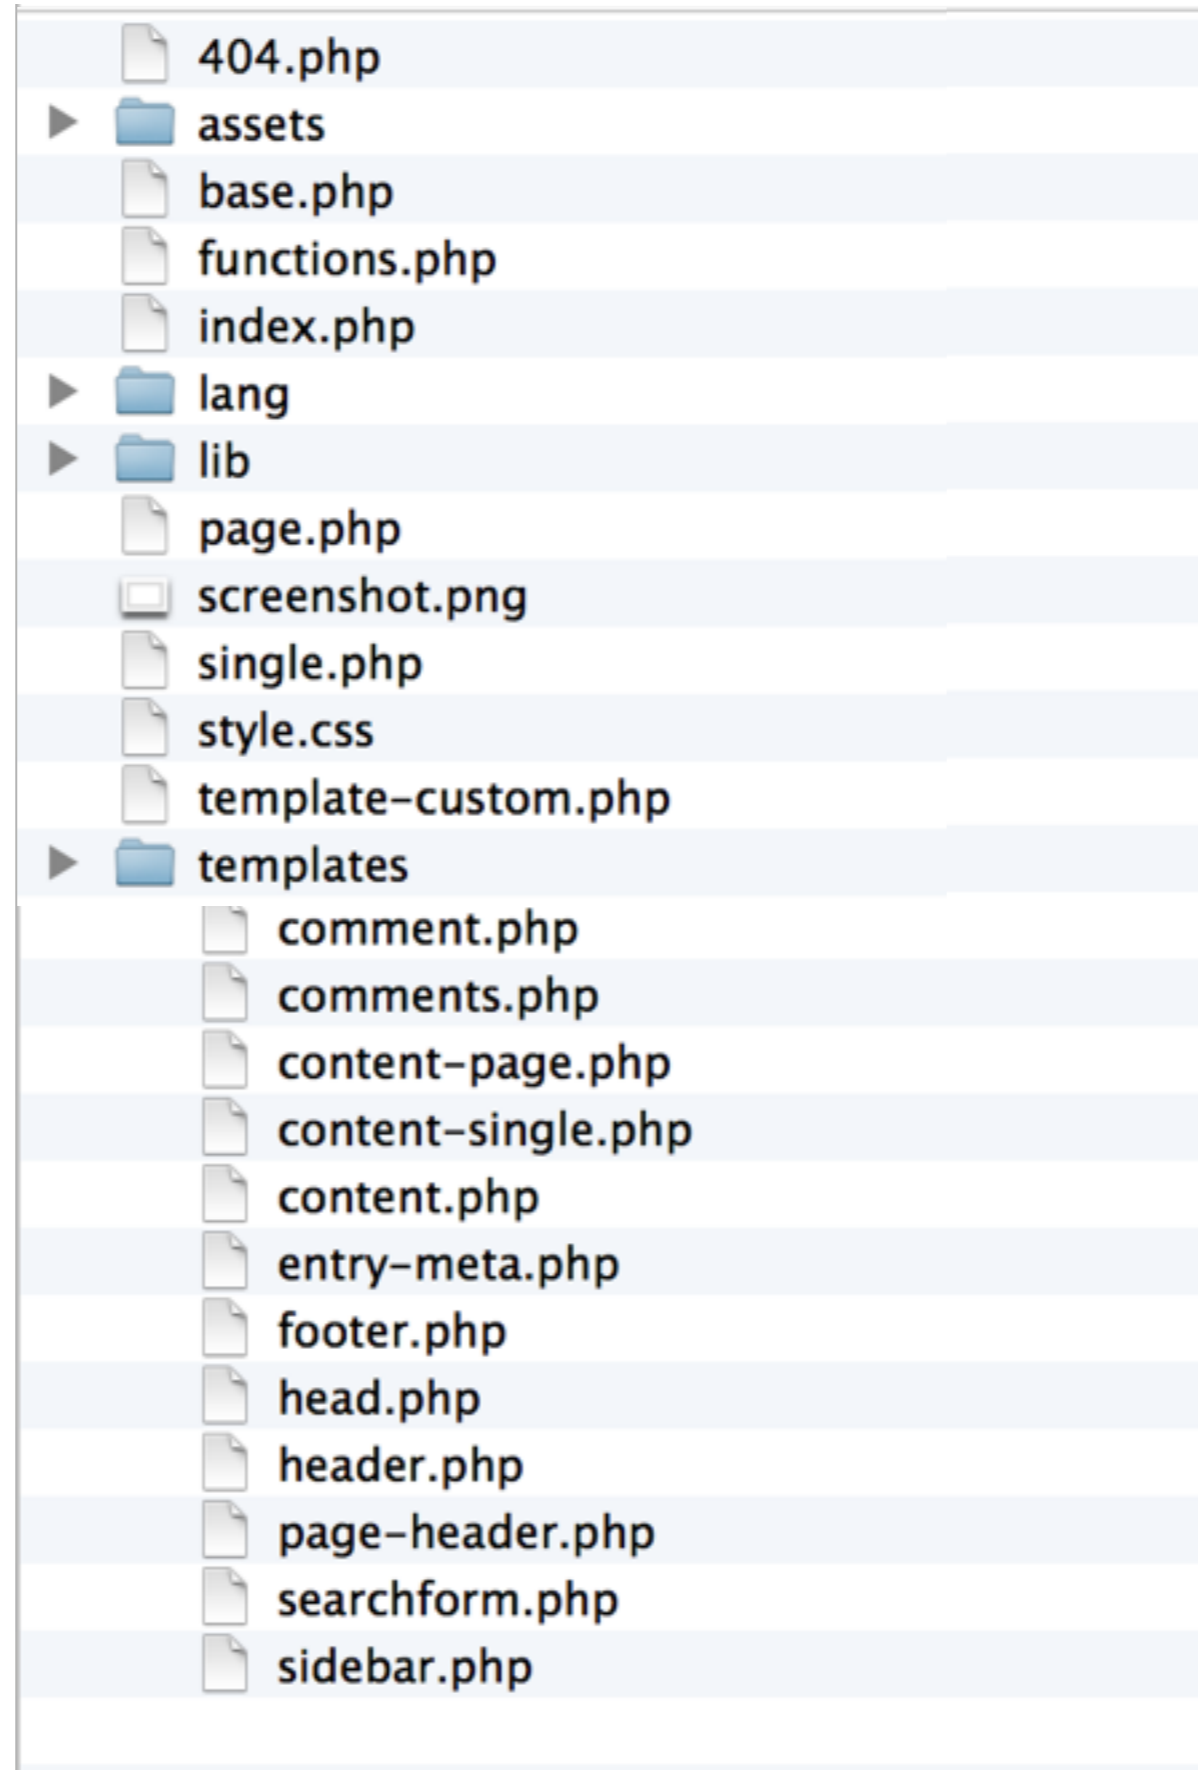 404.php
assets
base.php
functions.php
index.php
lang
lib
page.php
screenshot.png
single.php
style.css
template-custom.php
templates
comment.php
comments.php
content-page.php
content-single.php
content.php
entry-meta.php
footer.php
head.php
header.php
page-header.php
searchform.php
sidebar.php